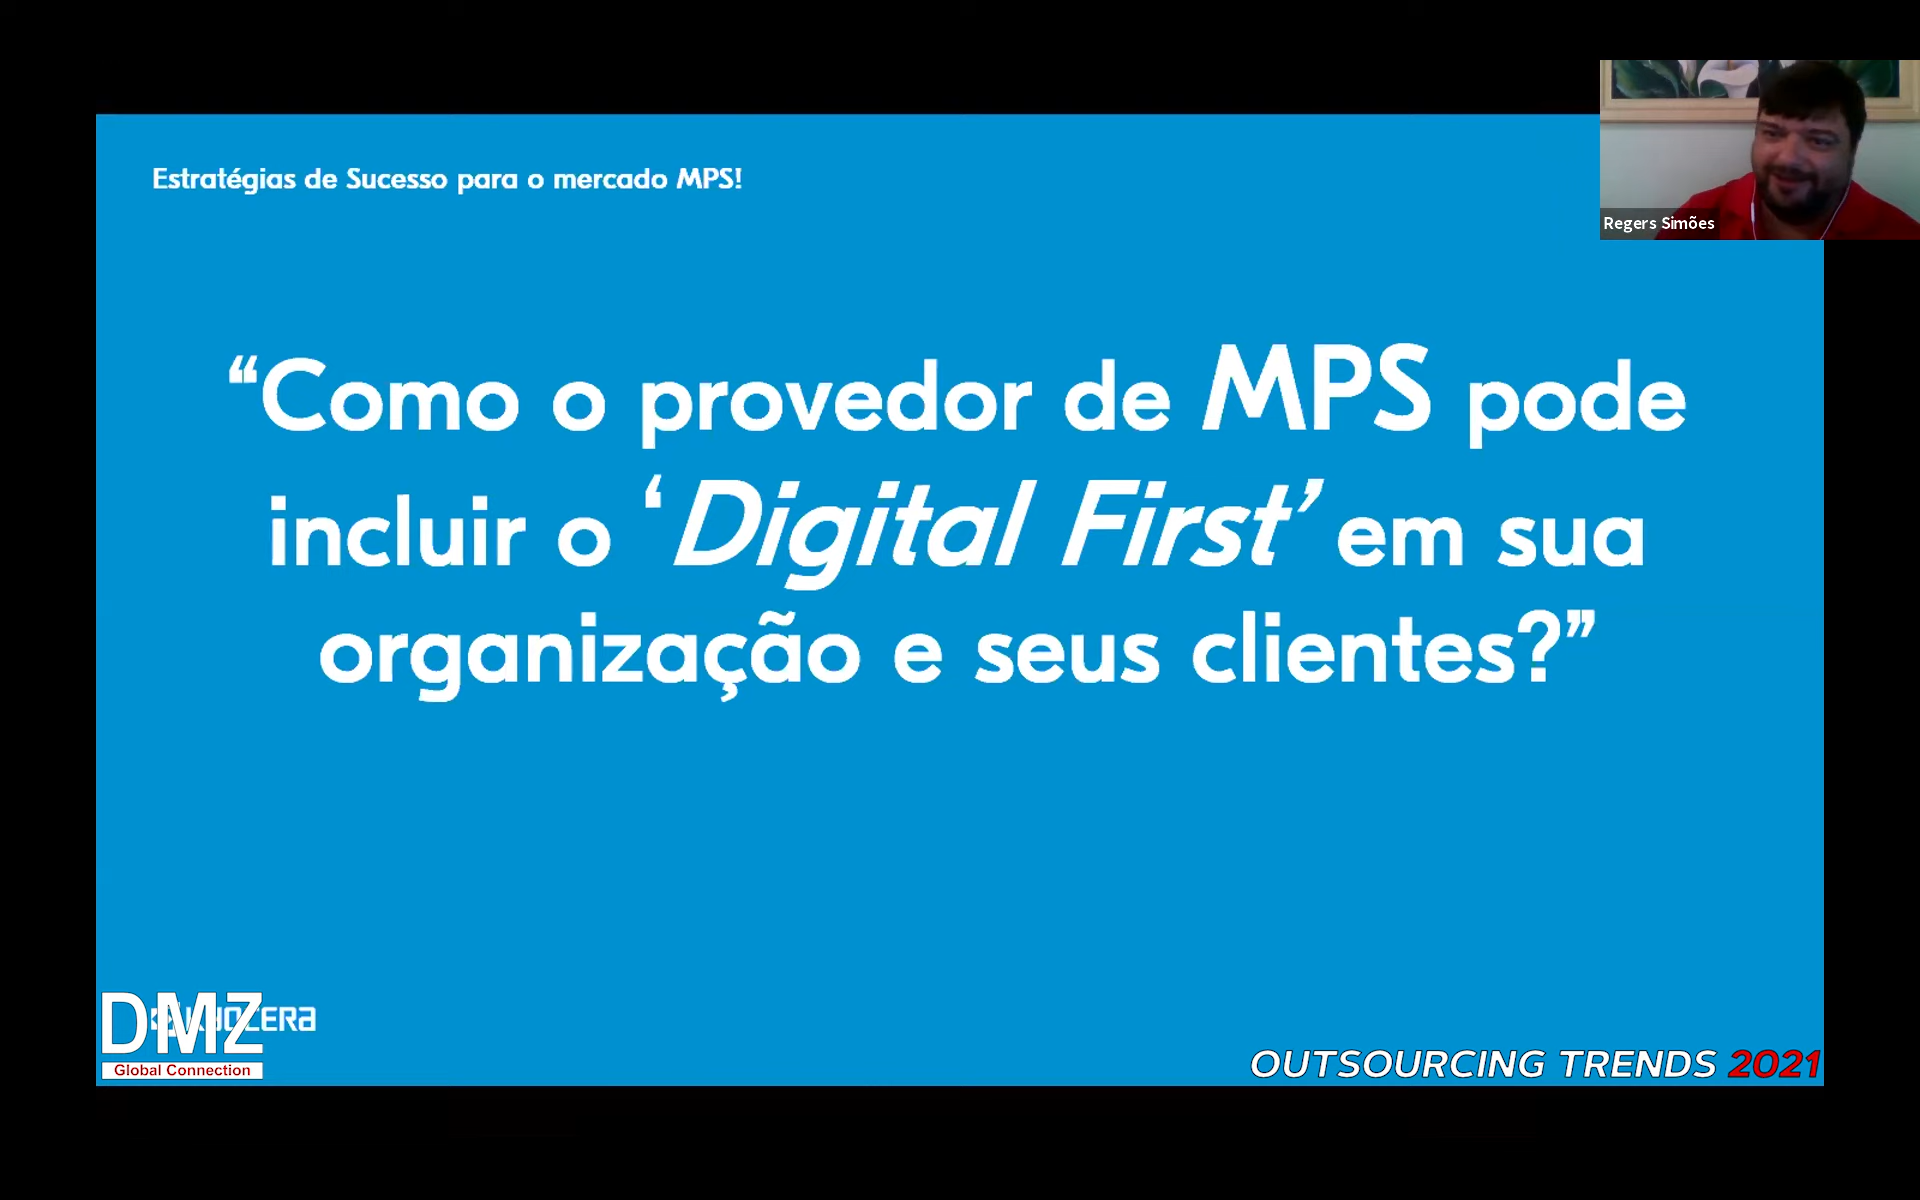 Estratégias de Sucesso para o mercado MPS!
Regers Simões
“Como o provedor de MPS pode
incluir o ‘Digital First’ em sua
organização e seus clientes?”
KYOCERA
DMZ
Global Connection
OUTSOURCING TRENDS 2021